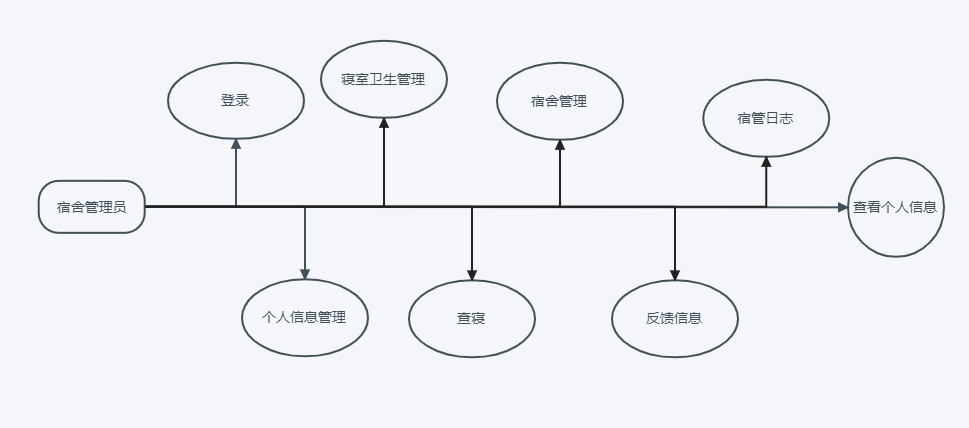 登录
寝室卫生管理
宿舍管理
宿管日志
宿舍管理员
查看个人信息
个人信息管理
查寝
反馈信息